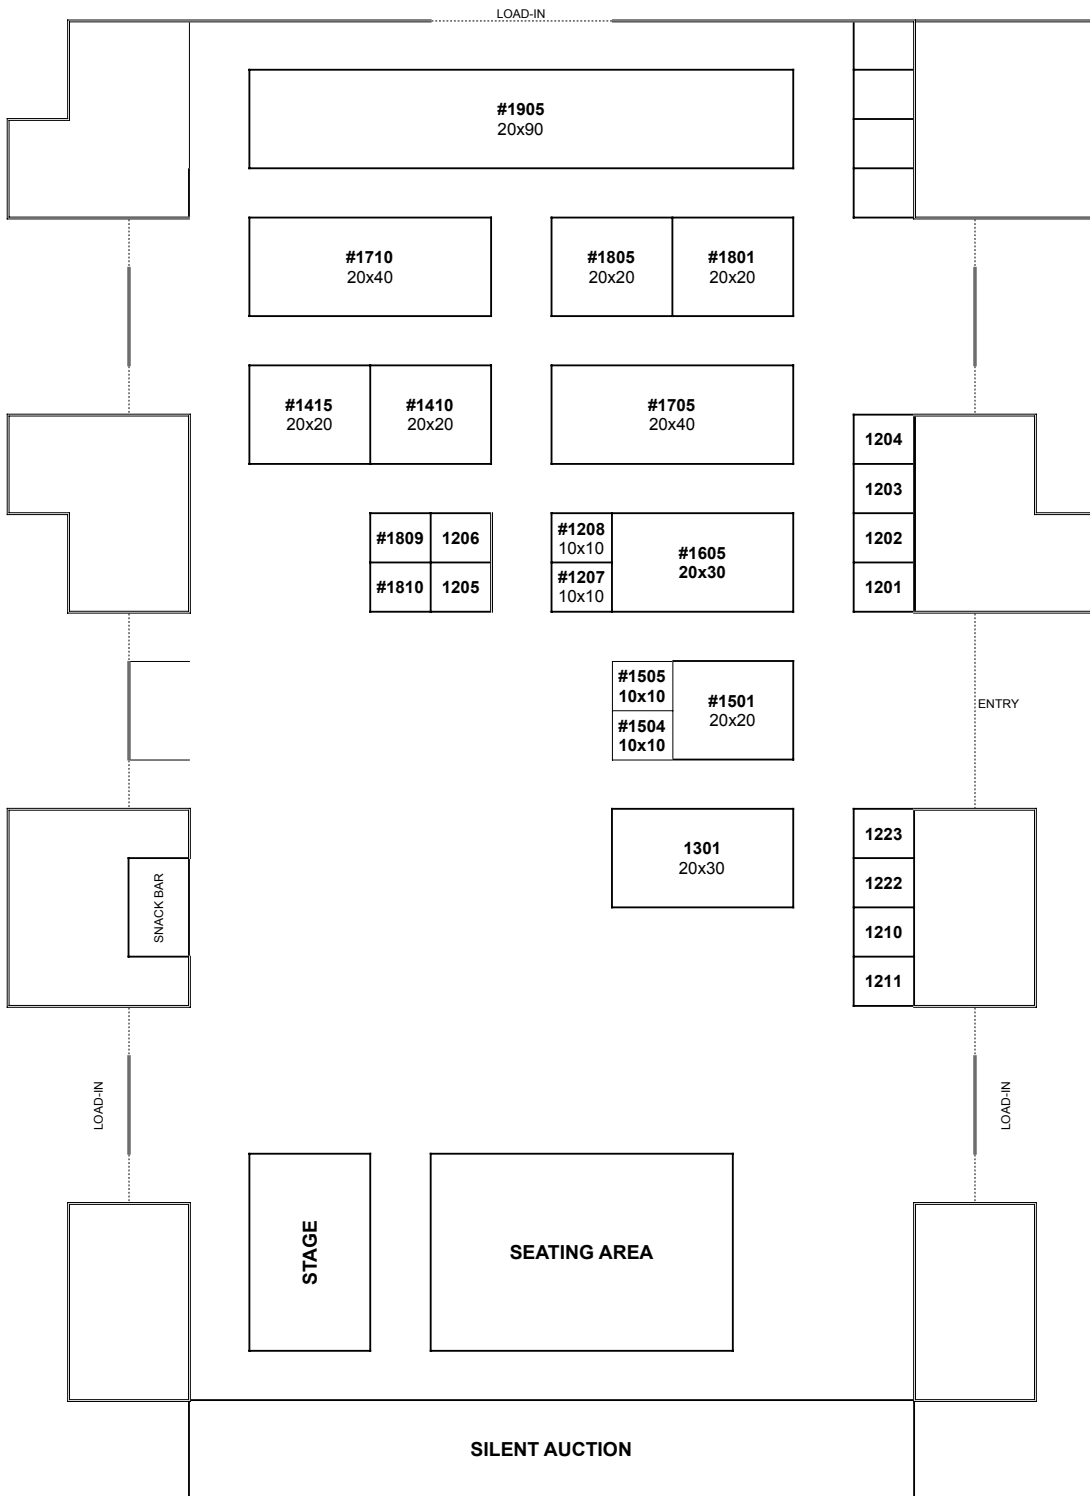 LOAD-IN
#1905
20x90
#1710
20x40
#1805
20x20
#1801
20x20
#1415
20x20
#1410
20x20
#1705
20x40
1204
1203
1202
1201
#1809
1206
#1810
1205
#1208
10x10
#1207
10x10
#1605
20x30
#1505
10x10
#1504
10x10
#1501
20x20
ENTRY
1301
20x30
1223
1222
1210
1211
SNACK BAR
LOAD-IN
LOAD-IN
STAGE
SEATING AREA
SILENT AUCTION